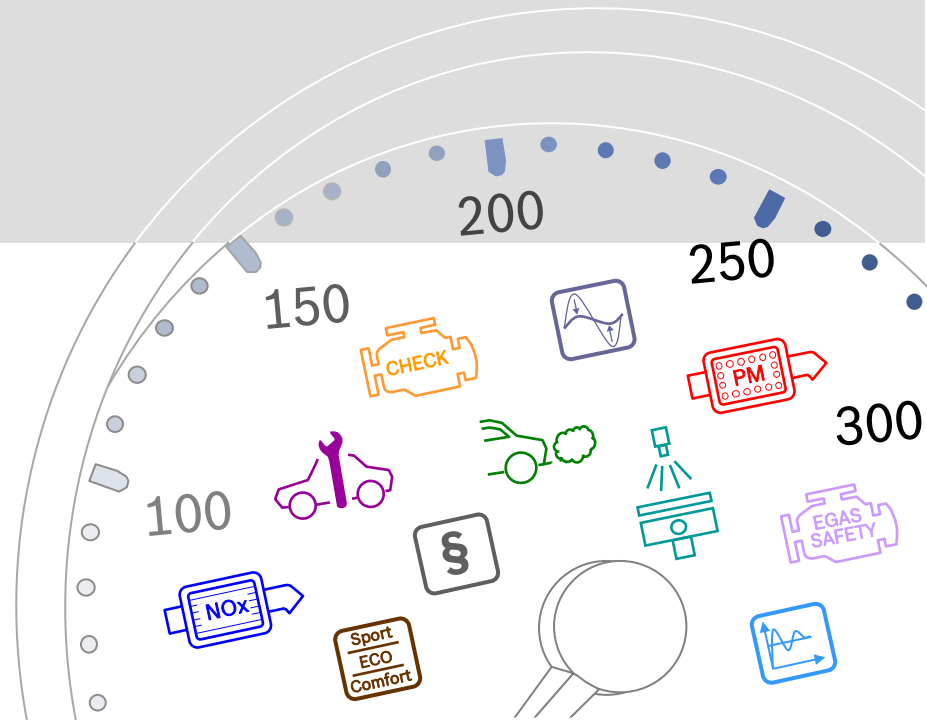 200
250
150
CHECK
PM
300
100
EGAS
SAFETY
§
NOx
Sport
ECO
Comfort